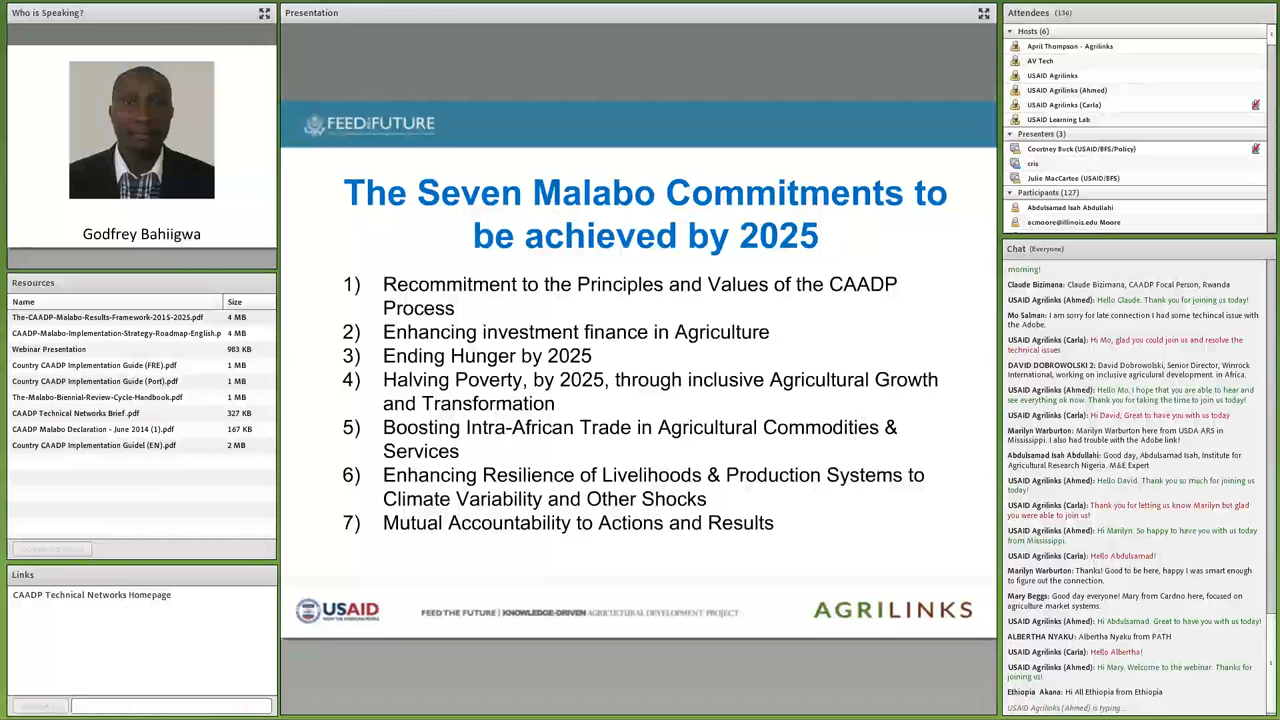 Who is Speaking?
Godfrey Bahiigwa
Resources
Name Size
The-CAADP-Malabo-Results-Framework-2015-2025.pdf 4 MB
CAADP-Malabo-Implementation-Strategy-Roadmap-English.p 4 MB
Webinar Presentation 983 KB
Country CAADP Implementation Guide (FRE).pdf 1 MB
Country CAADP Implementation Guide (Port).pdf 1 MB
The-Malabo-Biennial-Review-Cycle-Handbook.pdf 1 MB
CAADP Technical Networks Brief .pdf 327 KB
CAADP Malabo Declaration - June 2014 (1).pdf 167 KB
Country CAADP Implementation Guidel (EN).pdf 2 MB
Links
CAADP Technical Networks Homepage
Presentation
FEED THE FUTURE
The Seven Malabo Commitments to
be achieved by 2025
1) Recommitment to the Principles and Values of the CAADP
Process
2) Enhancing investment finance in Agriculture
3) Ending Hunger by 2025
4) Halving Poverty, by 2025, through inclusive Agricultural Growth
and Transformation
5) Boosting Intra-African Trade in Agricultural Commodities &
Services
6) Enhancing Resilience of Livelihoods & Production Systems to
Climate Variability and Other Shocks
7) Mutual Accountability to Actions and Results
USAID
FROM THE AMERICAN PEOPLE
FEED THE FUTURE | KNOWLEDGE-DRIVEN AGRICULTURAL DEVELOPMENT PROJECT
AGRILINKS
Attendees (136)
Hosts (6)
April Thompson - Agrilinks
AV Tech
USAID Agrilinks
USAID Agrilinks (Ahmed)
USAID Agrilinks (Carla)
USAID Learning Lab
Presenters (3)
Courtney Buck (USAID/BFS/Policy)
cris
Julie MacCartee (USAID/BFS)
Participants (127)
Abdulsamad Isah Abdullahi
acmoore@illinois.edu Moore
Chat (Everyone)
morning!
Claude Bizimana: Claude Bizimana, CAADP Focal Person, Rwanda
USAID Agrilinks (Ahmed): Hello Claude. Thank you for joining us today!
Mo Salman: I am sorry for late connection I had some techincal issue with
the Adobe.
USAID Agrilinks (Carla): Hi Mo, glad you could join us and resolve the
technical issues
DAVID DOBROWOLSKI 2: David Dobrowolski, Senior Director, Winrock
International, working on inclusive agricultural development. in Africa.
USAID Agrilinks (Ahmed): Hello Mo, I hope that you are able to hear and
see everything ok now. Thank you for taking the time to join us today!
USAID Agrilinks (Carla): Hi David, Great to have you with us today
Marilyn Warburton: Marilyn Warburton here from USDA ARS in
Mississippi. I also had trouble with the Adobe link!
Abdulsamad Isah Abdullahi: Good day, Abdulsamad Isah, Institute for
Agricultural Research Nigeria. M&E Expert
USAID Agrilinks (Ahmed): Hello David. Thank you so much for joining us
today!
USAID Agrilinks (Carla): Thank you for letting us know Marilyn but glad
you were able to join us!
USAID Agrilinks (Ahmed): Hi Marilyn. So happy to have you with us today
from Mississippi.
USAID Agrilinks (Carla): Hello Abdulsamad!
Marilyn Warburton: Thanks! Good to be here, happy I was smart enough
to figure out the connection.
Mary Beggs: Good day everyone! Mary from Cardno here, focused on
agriculture market systems.
USAID Agrilinks (Ahmed): Hi Abdulsamad. Great to have you with us today!
ALBERTHA NYAKU: Albertha Nyaku from PATH
USAID Agrilinks (Carla): Hello Albertha!
USAID Agrilinks (Ahmed): Hi Mary. Welcome to the webinar. Thanks for
joining us!
Ethiopia Akana: Hi All Ethiopia from Ethiopia
USAID Agrilinks (Ahmed) is typing...